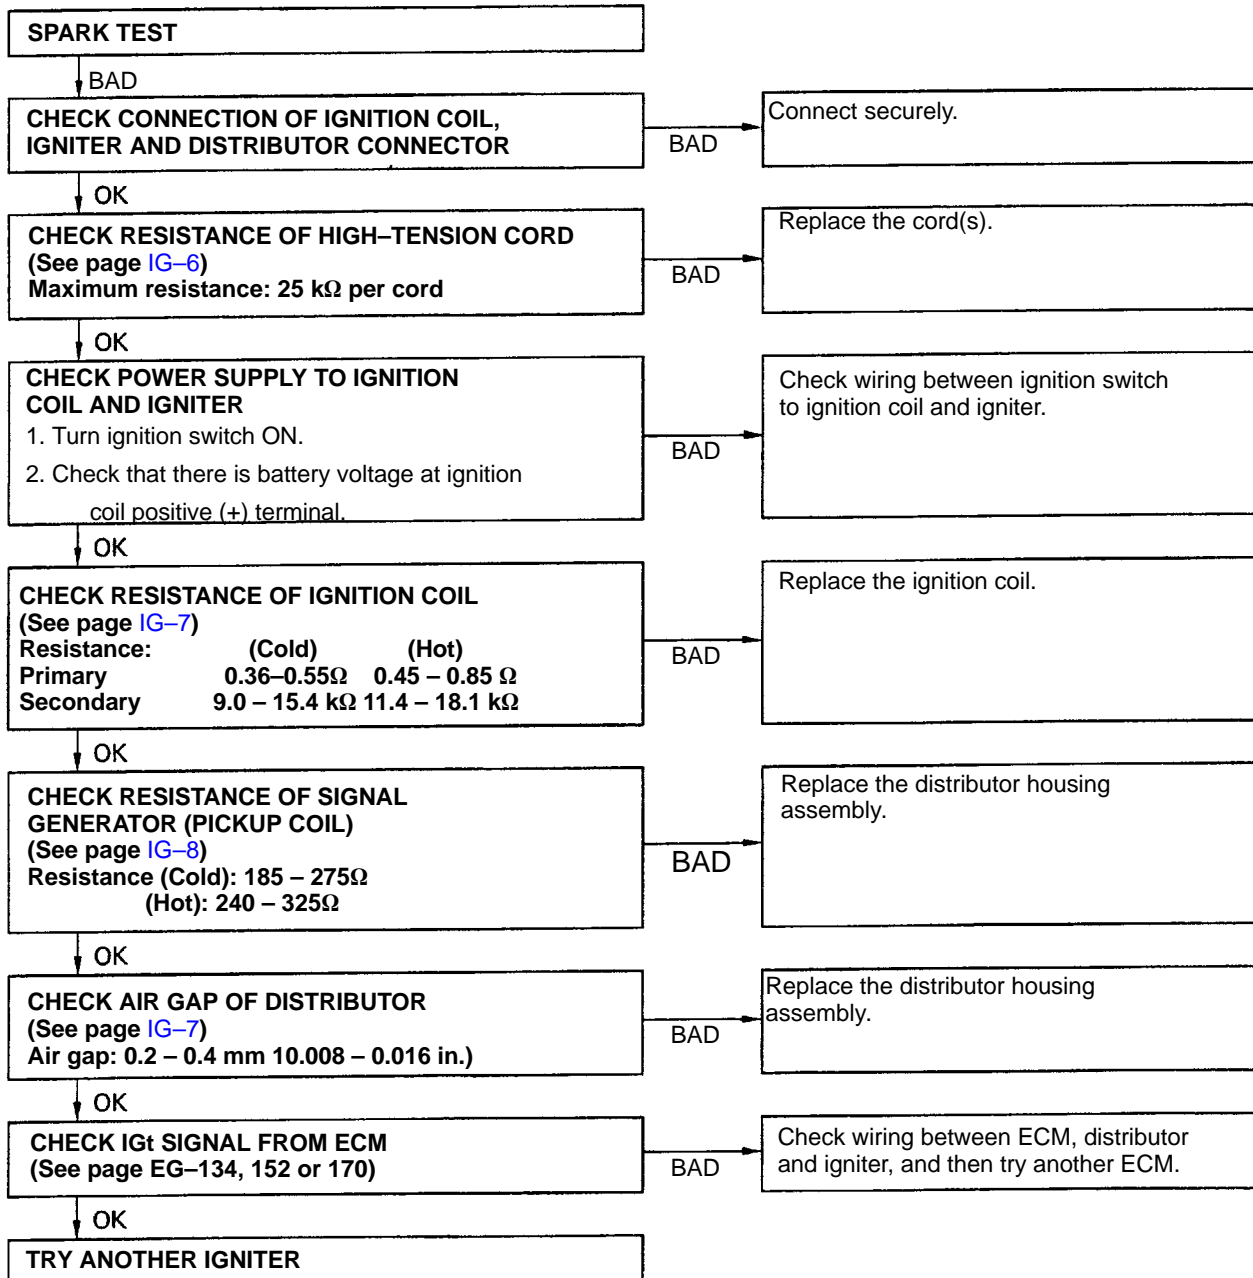 SPARK TEST
BAD
CHECK CONNECTION OF IGNITION COIL,
IGNITER AND DISTRIBUTOR CONNECTOR
BAD
Connect securely.
OK
CHECK RESISTANCE OF HIGH–TENSION CORD
(See page IG–6)
Maximum resistance: 25 kΩ per cord
BAD
Replace the cord(s).
OK
CHECK POWER SUPPLY TO IGNITION
COIL AND IGNITER
1. Turn ignition switch ON.
2. Check that there is battery voltage at ignition
coil positive (+) terminal.
BAD
Check wiring between ignition switch
to ignition coil and igniter.
OK
CHECK RESISTANCE OF IGNITION COIL
(See page IG–7)
Resistance: (Cold) (Hot)
Primary 0.36–0.55Ω 0.45 – 0.85 Ω
Secondary 9.0 – 15.4 kΩ 11.4 – 18.1 kΩ
BAD
Replace the ignition coil.
OK
CHECK RESISTANCE OF SIGNAL
GENERATOR (PICKUP COIL)
(See page IG–8)
Resistance (Cold): 185 – 275Ω
(Hot): 240 – 325Ω
BAD
Replace the distributor housing
assembly.
OK
CHECK AIR GAP OF DISTRIBUTOR
(See page IG–7)
Air gap: 0.2 – 0.4 mm 10.008 – 0.016 in.)
BAD
Replace the distributor housing
assembly.
OK
CHECK IGt SIGNAL FROM ECM
(See page EG–134, 152 or 170)
BAD
Check wiring between ECM, distributor
and igniter, and then try another ECM.
OK
TRY ANOTHER IGNITER